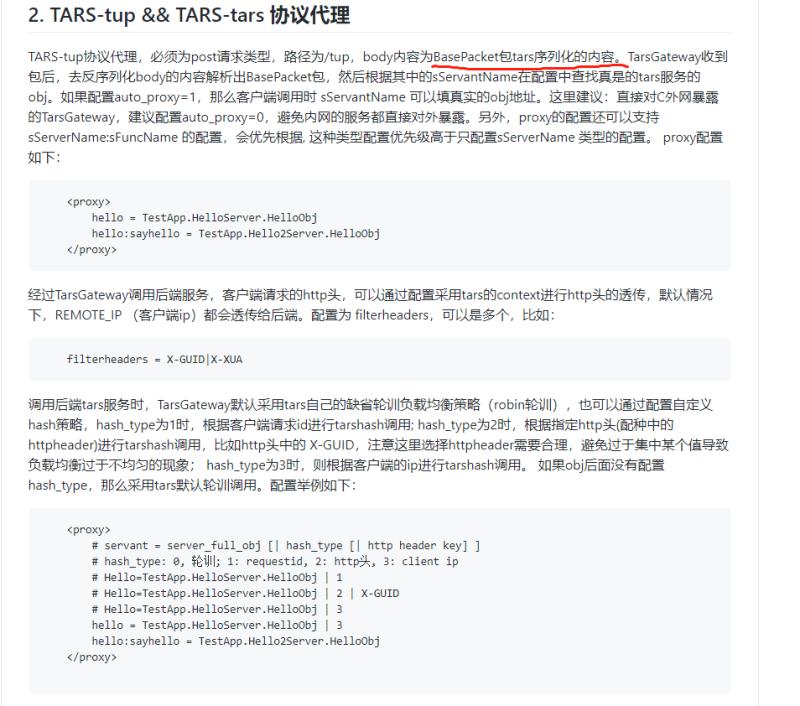 2. TARS-tup && TARS-tars 协议代理
TARS-tup协议代理，必须为post请求类型，路径为/tup，body内容为BasePacket包tars序列化的内容。TarsGateway收到
包后，去反序列化body的内容解析出BasePacket包，然后根据其中的sServantName在配置中查找真是的tars服务的
obj。如果配置auto_proxy=1，那么客户端调用时 sServantName 可以填真实的obj地址。这里建议：直接对C外网暴露
的TarsGateway，建议配置auto_proxy=0，避免内网的服务都直接对外暴露。另外，proxy的配置还可以支持
sServerName:sFuncName 的配置，会优先根据, 这种类型配置优先级高于只配置sServerName 类型的配置。 proxy配置
如下：
<proxy>
hello = TestApp.HelloServer.HelloObj
hello:sayhello = TestApp.Hello2Server.HelloObj
</proxy>
经过TarsGateway调用后端服务，客户端请求的http头，可以通过配置采用tars的context进行http头的透传，默认情况
下，REMOTE_IP （客户端ip）都会透传给后端。配置为 filterheaders，可以是多个，比如：
filterheaders = X-GUID|X-XUA
调用后端tars服务时，TarsGateway默认采用tars自己的缺省轮训负载均衡策略（robin轮训），也可以通过配置自定义
hash策略，hash_type为1时，根据客户端请求id进行tarshash调用; hash_type为2时，根据指定http头(配种中的
httpheader)进行tarshash调用，比如http头中的 X-GUID，注意这里选择httpheader需要合理，避免过于集中某个值导致
负载均衡过于不均匀的现象； hash_type为3时，则根据客户端的ip进行tarshash调用。 如果obj后面没有配置
hash_type，那么采用tars默认轮训调用。配置举例如下：
<proxy>
# servant = server_full_obj [| hash_type [| http header key] ]
# hash_type: 0, 轮训; 1: requestid, 2: http头, 3: client ip
# Hello=TestApp.HelloServer.HelloObj | 1
# Hello=TestApp.HelloServer.HelloObj | 2 | X-GUID
# Hello=TestApp.HelloServer.HelloObj | 3
hello = TestApp.HelloServer.HelloObj | 3
hello:sayhello = TestApp.Hello2Server.HelloObj
</proxy>